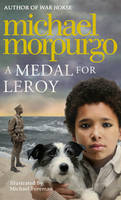 AUTHOR OF WAR HORSE
michael
morpurgo
A MEDAL FOR
LEROY
Illustrated by
Michael Foreman